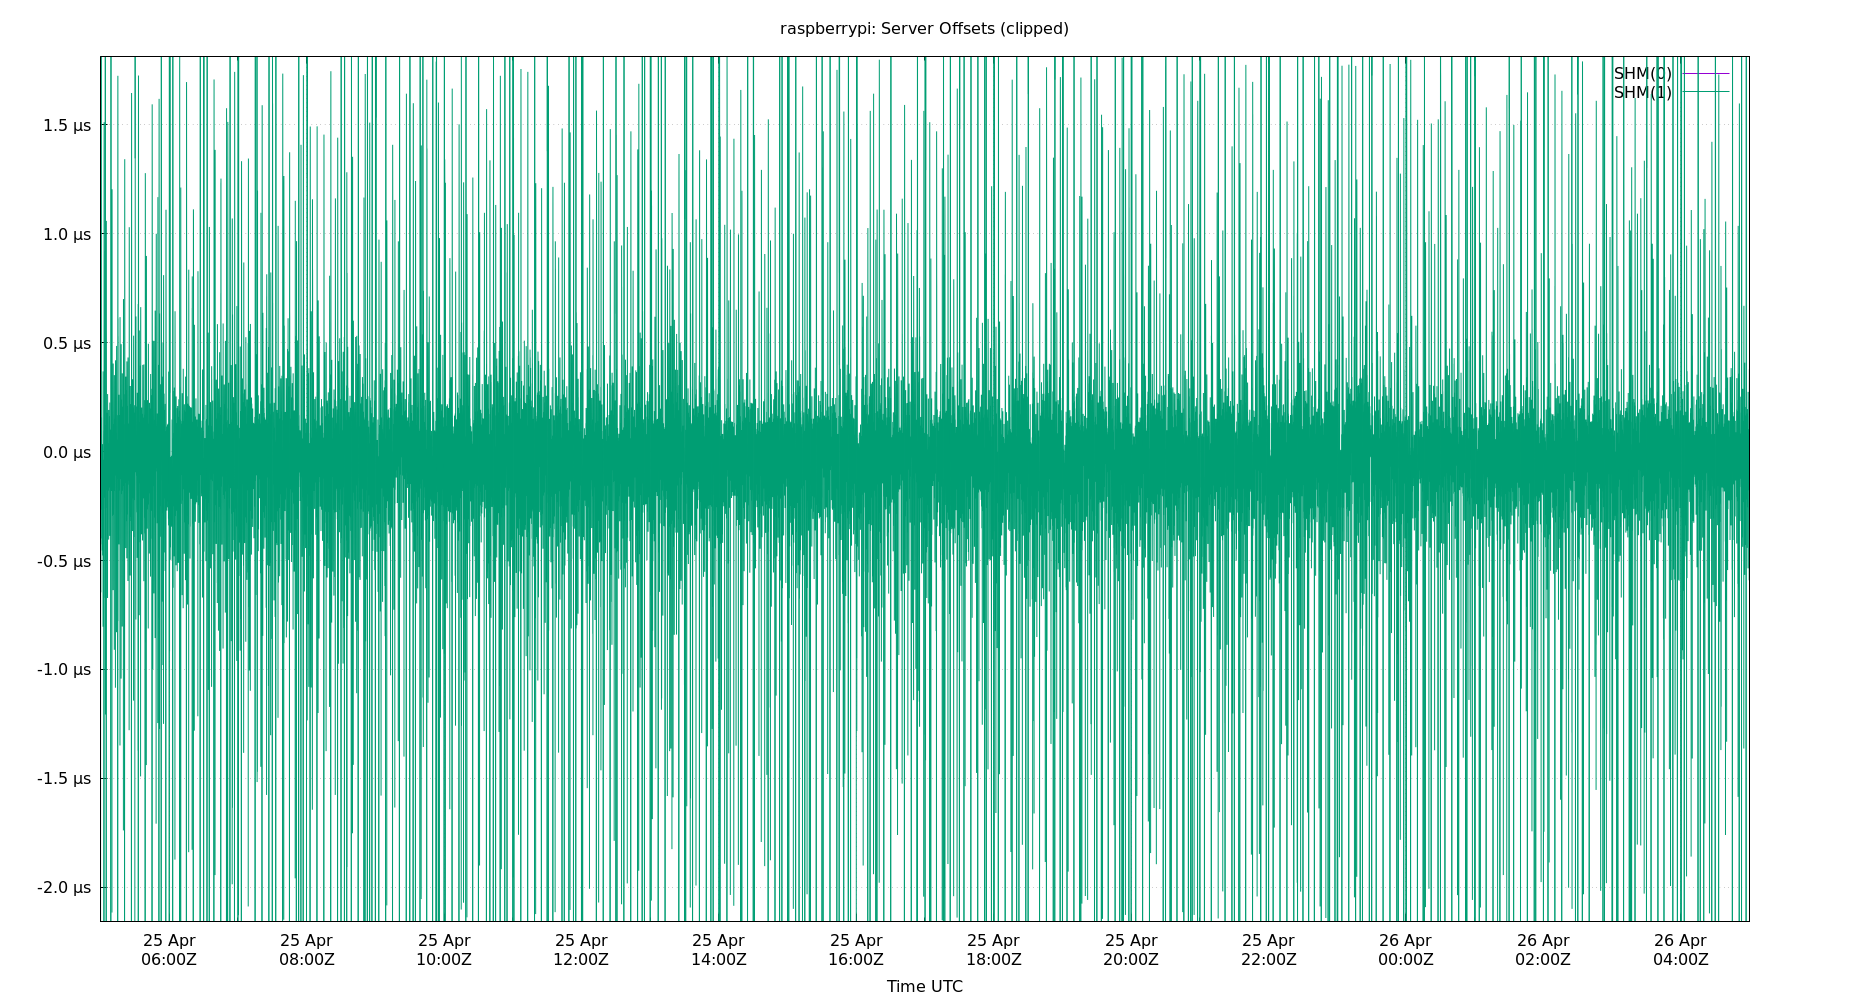 raspberrypi: Server Offsets (clipped)
SHM(0)
SHM(1)
1.5 μs
1.0 μs
0.5 μs
0.0 μs
-0.5 μs
-1.0 μs
-1.5 μs
-2.0 μs
25 Apr 25 Apr 25 Apr 25 Apr 25 Apr 25 Apr 25 Apr 25 Apr 25 Apr 26 Apr 26 Apr 26 Apr
06:00Z 08:00Z 10:00Z 12:00Z 14:00Z 16:00Z 18:00Z 20:00Z 22:00Z 00:00Z 02:00Z 04:00Z
Time UTC